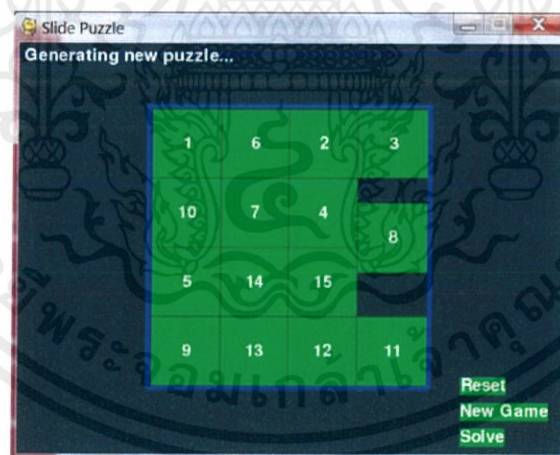 Slide Puzzle
Generating new puzzle...
1 6 2 3
10 7 4 8
5 14 15
9 13 12 11
Reset
New Game
Solve